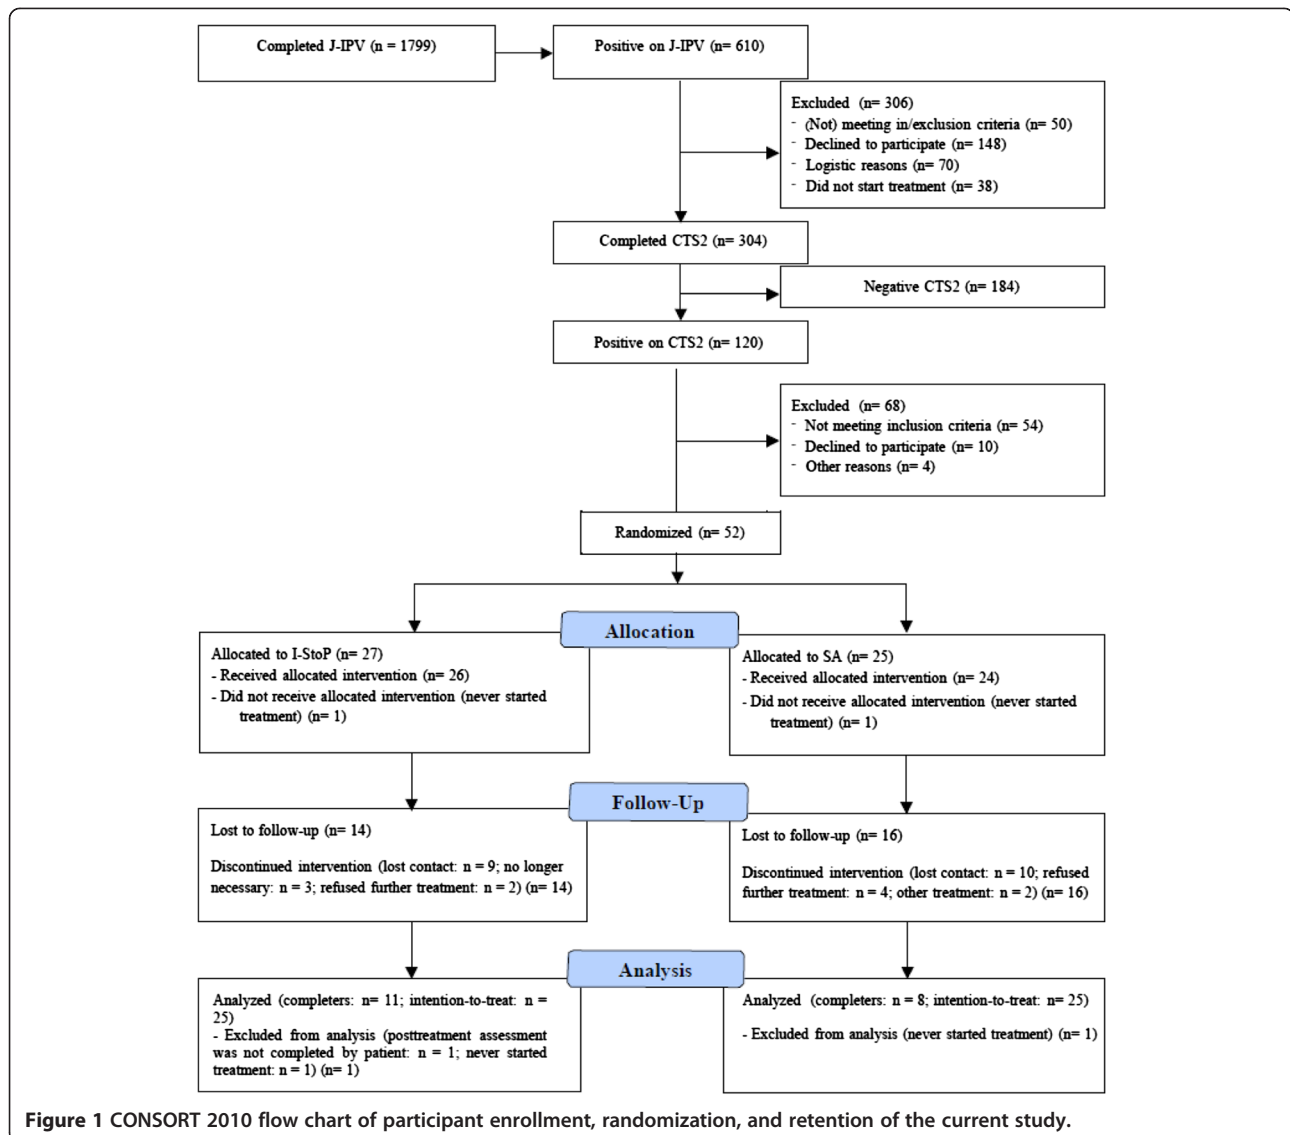 Completed J-IPV (n = 1799)
Positive on J-IPV (n= 610)
Excluded (n= 306)
- (Not) meeting in/exclusion criteria (n= 50)
- Declined to participate (n= 148)
- Logistic reasons (n= 70)
- Did not start treatment (n= 38)
Completed CTS2 (n= 304)
Negative CTS2 (n= 184)
Positive on CTS2 (n= 120)
Excluded (n= 68)
- Not meeting inclusion criteria (n= 54)
- Declined to participate (n= 10)
- Other reasons (n= 4)
Randomized (n= 52)
Allocation
Allocated to I-StoP (n= 27)
- Received allocated intervention (n= 26)
- Did not receive allocated intervention (never started
treatment) (n= 1)
Allocated to SA (n= 25)
- Received allocated intervention (n= 24)
- Did not receive allocated intervention (never started
treatment) (n= 1)
Follow-Up
Lost to follow-up (n= 14)
Discontinued intervention (lost contact: n = 9; no longer
necessary: n = 3; refused further treatment: n = 2) (n= 14)
Lost to follow-up (n= 16)
Discontinued intervention (lost contact: n = 10; refused
further treatment: n = 4; other treatment: n = 2) (n= 16)
Analysis
Analyzed (completers: n= 11; intention-to-treat: n =
25)
- Excluded from analysis (posttreatment assessment
was not completed by patient: n = 1; never started
treatment: n = 1) (n= 1)
Analyzed (completers: n = 8; intention-to-treat: n= 25)
- Excluded from analysis (never started treatment) (n= 1)
Figure 1 CONSORT 2010 flow chart of participant enrollment, randomization, and retention of the current study.